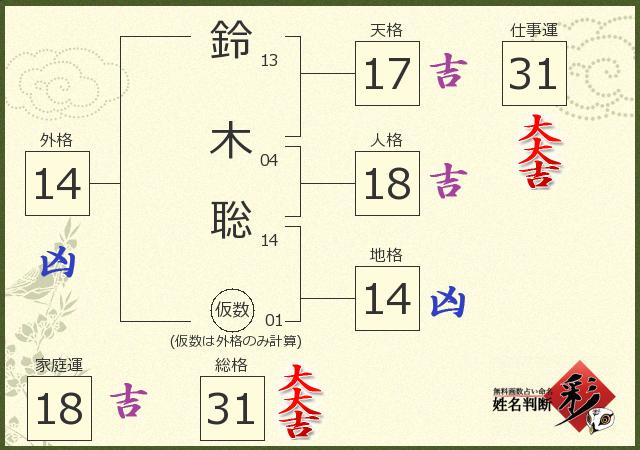 鈴 13
木 04
聡 14
仮数 01
(仮数は外格のみ計算)
天格
17 吉
仕事運
31
大大吉
外格
14
凶
人格
18 吉
地格
14 凶
家庭運
18 吉
総格
31 大大吉
無料画数占い命名
姓名判断 彩